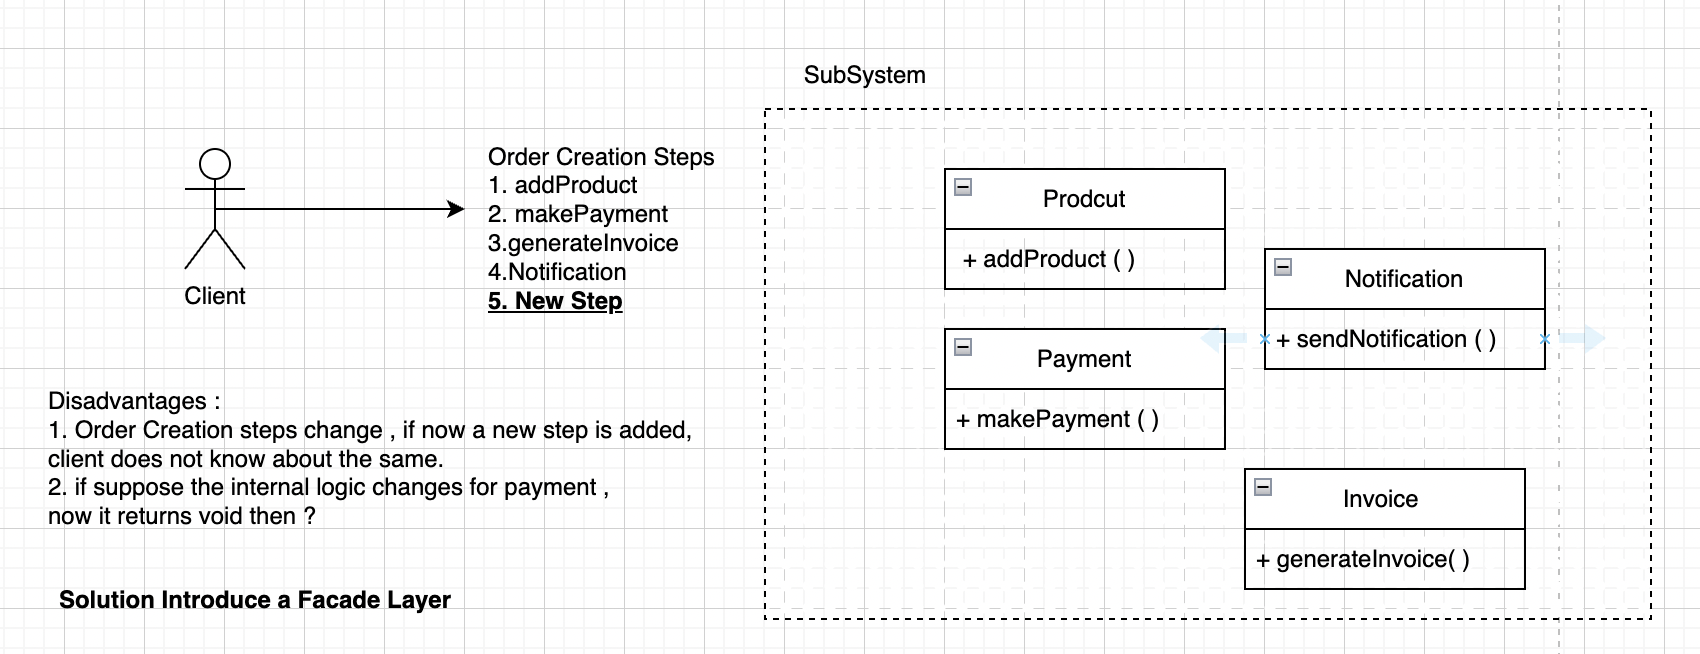 SubSystem
Order Creation Steps
1. addProduct
2. makePayment
3.generateInvoice
4.Notification
5. New Step
Client
Prodcut
+ addProduct ( )
Notification
+ sendNotification ( )
Payment
+ makePayment ( )
Invoice
+ generateInvoice( )
Disadvantages :
1. Order Creation steps change , if now a new step is added,
client does not know about the same.
2. if suppose the internal logic changes for payment ,
now it returns void then ?
Solution Introduce a Facade Layer